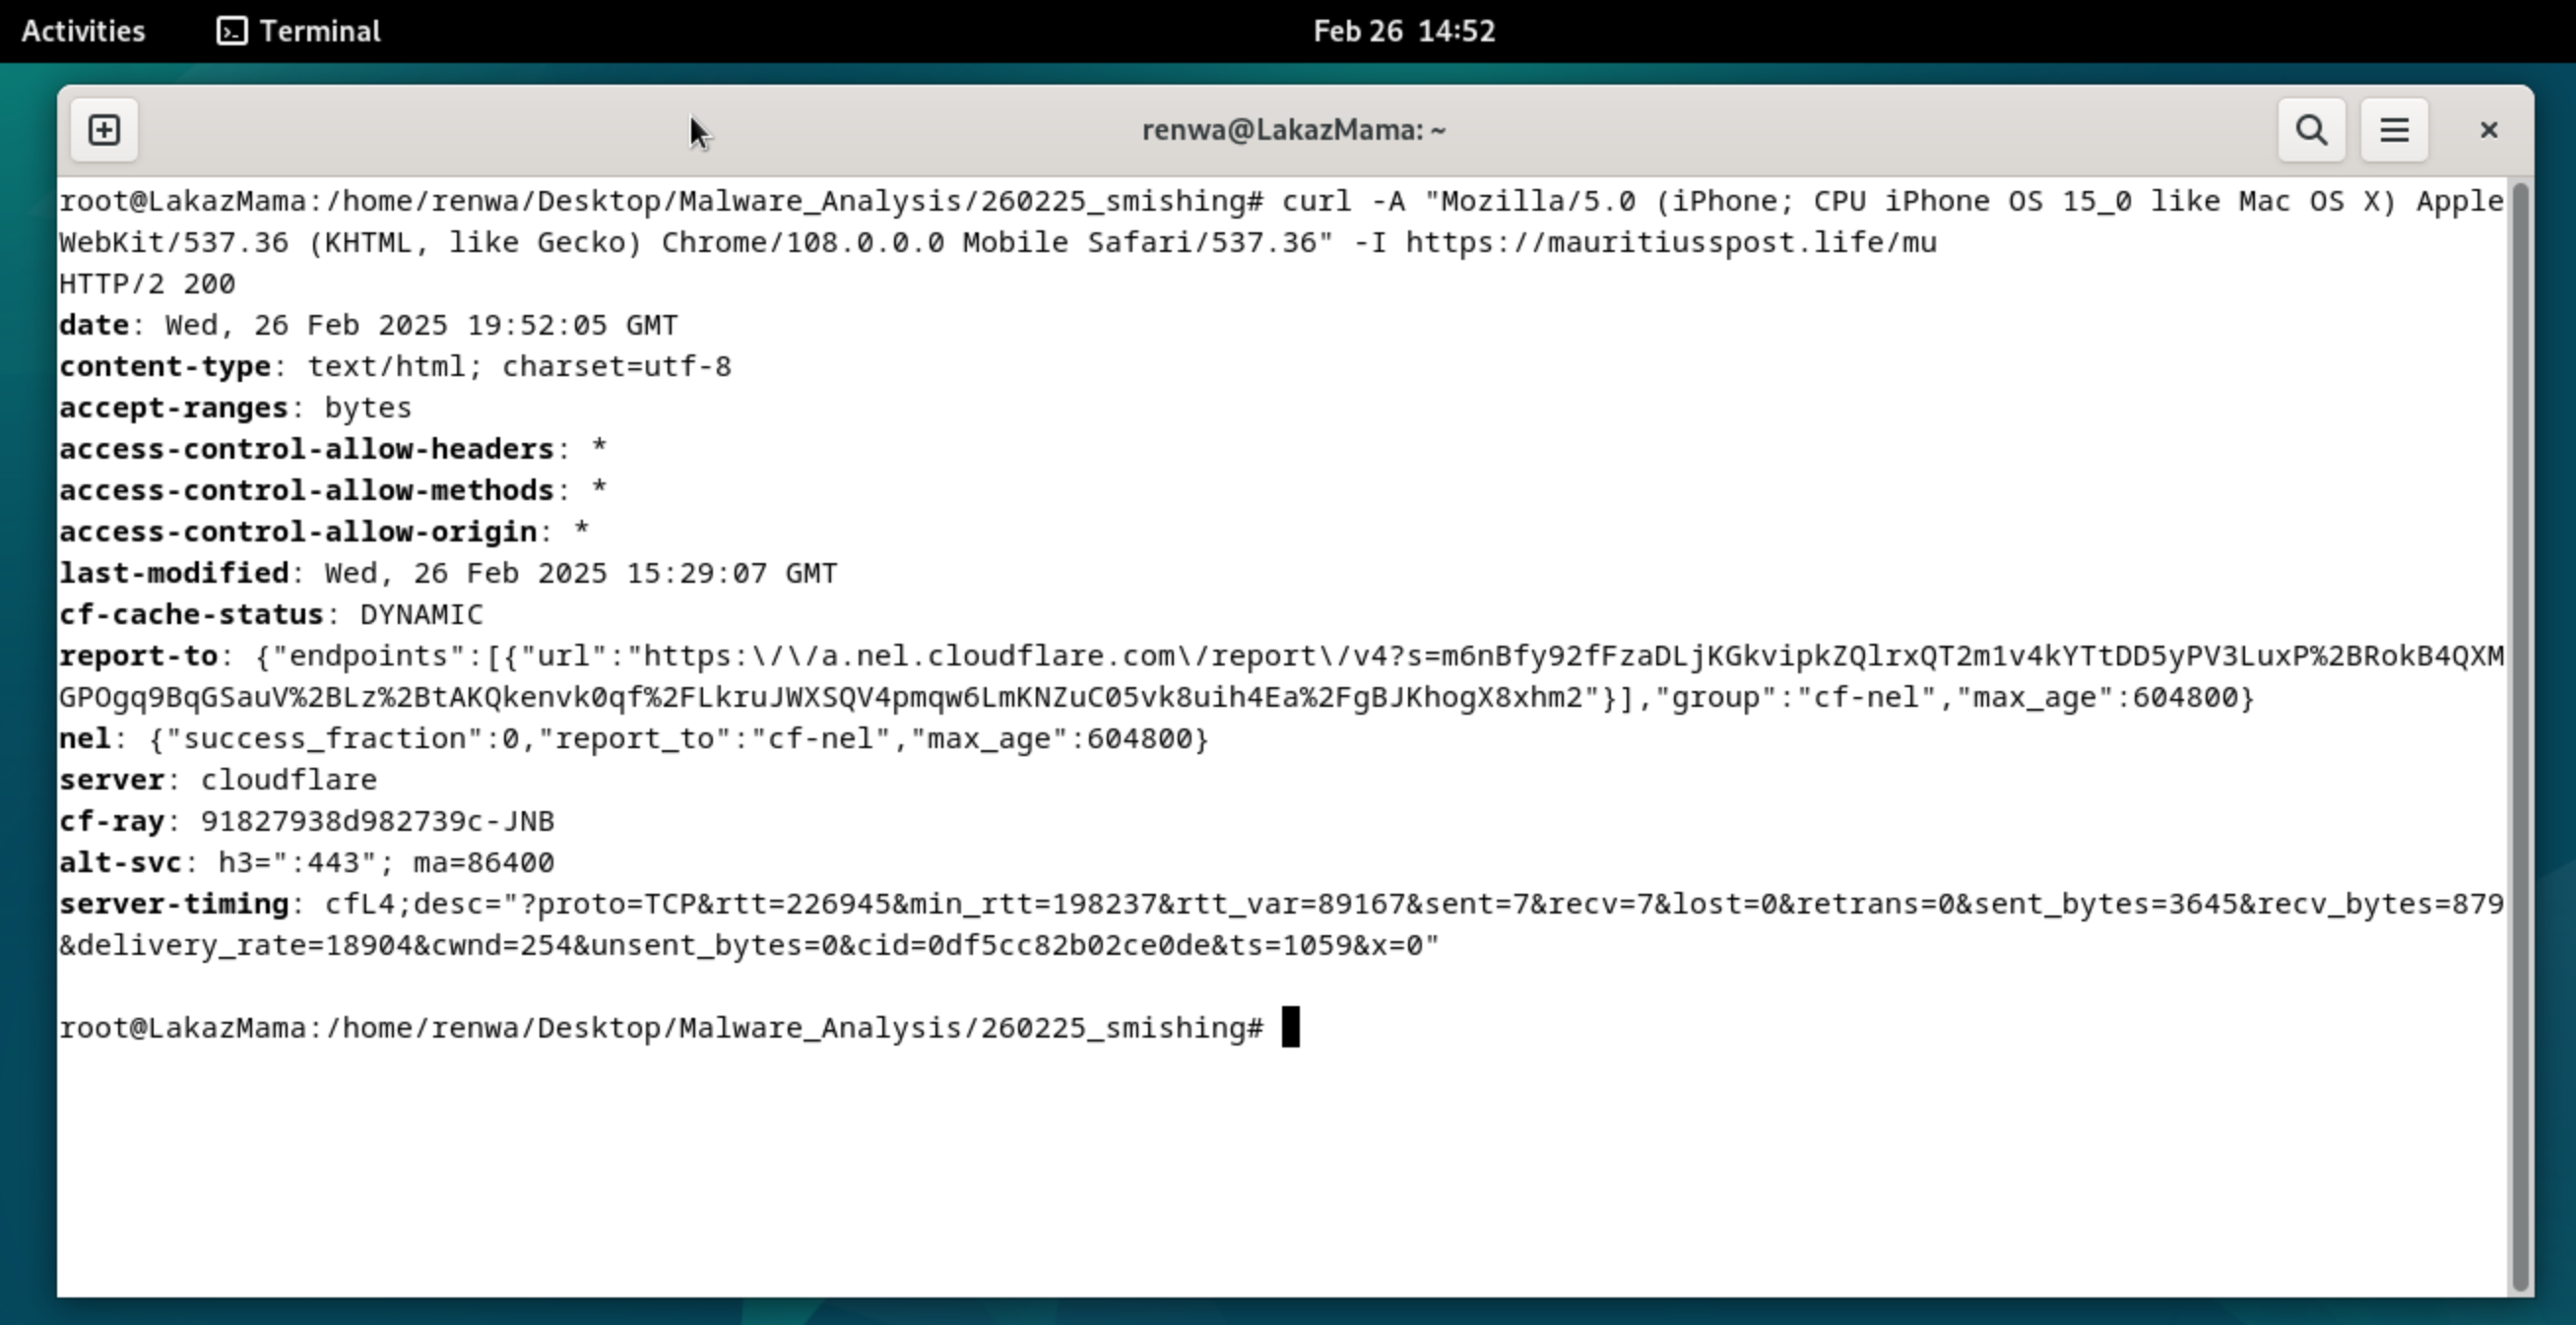 Activities Terminal Feb 26 14:52
renwa@LakazMama: ~
root@LakazMama:/home/renwa/Desktop/Malware_Analysis/260225_smishing# curl -A "Mozilla/5.0 (iPhone; CPU iPhone OS 15_0 like Mac OS X) Apple
WebKit/537.36 (KHTML, like Gecko) Chrome/108.0.0.0 Mobile Safari/537.36" -I https://mauritiusspost.life/mu
HTTP/2 200
date: Wed, 26 Feb 2025 19:52:05 GMT
content-type: text/html; charset=utf-8
accept-ranges: bytes
access-control-allow-headers: *
access-control-allow-methods: *
access-control-allow-origin: *
last-modified: Wed, 26 Feb 2025 15:29:07 GMT
cf-cache-status: DYNAMIC
report-to: {"endpoints":[{"url":"https:\/\/a.nel.cloudflare.com\/report\/v4?s=m6nBfy92fFzaDLjKGkvipkZQlrxQT2m1v4kYTtDD5yPV3LuxP%2BRokB4QXM
GPOgq9BqGSauV%2BLz%2BtAKQkenvk0qf%2FLkruJWXSQV4pmqw6LmKNZuC05vk8uih4Ea%2FgBJKhogX8xhm2"}],"group":"cf-nel","max_age":604800}
nel: {"success_fraction":0,"report_to":"cf-nel","max_age":604800}
server: cloudflare
cf-ray: 91827938d982739c-JNB
alt-svc: h3=":443"; ma=86400
server-timing: cfL4;desc="?proto=TCP&rtt=226945&min_rtt=198237&rtt_var=89167&sent=7&recv=7&lost=0&retrans=0&sent_bytes=3645&recv_bytes=879
&delivery_rate=18904&cwnd=254&unsent_bytes=0&cid=0df5cc82b02ce0de&ts=1059&x=0"
root@LakazMama:/home/renwa/Desktop/Malware_Analysis/260225_smishing#